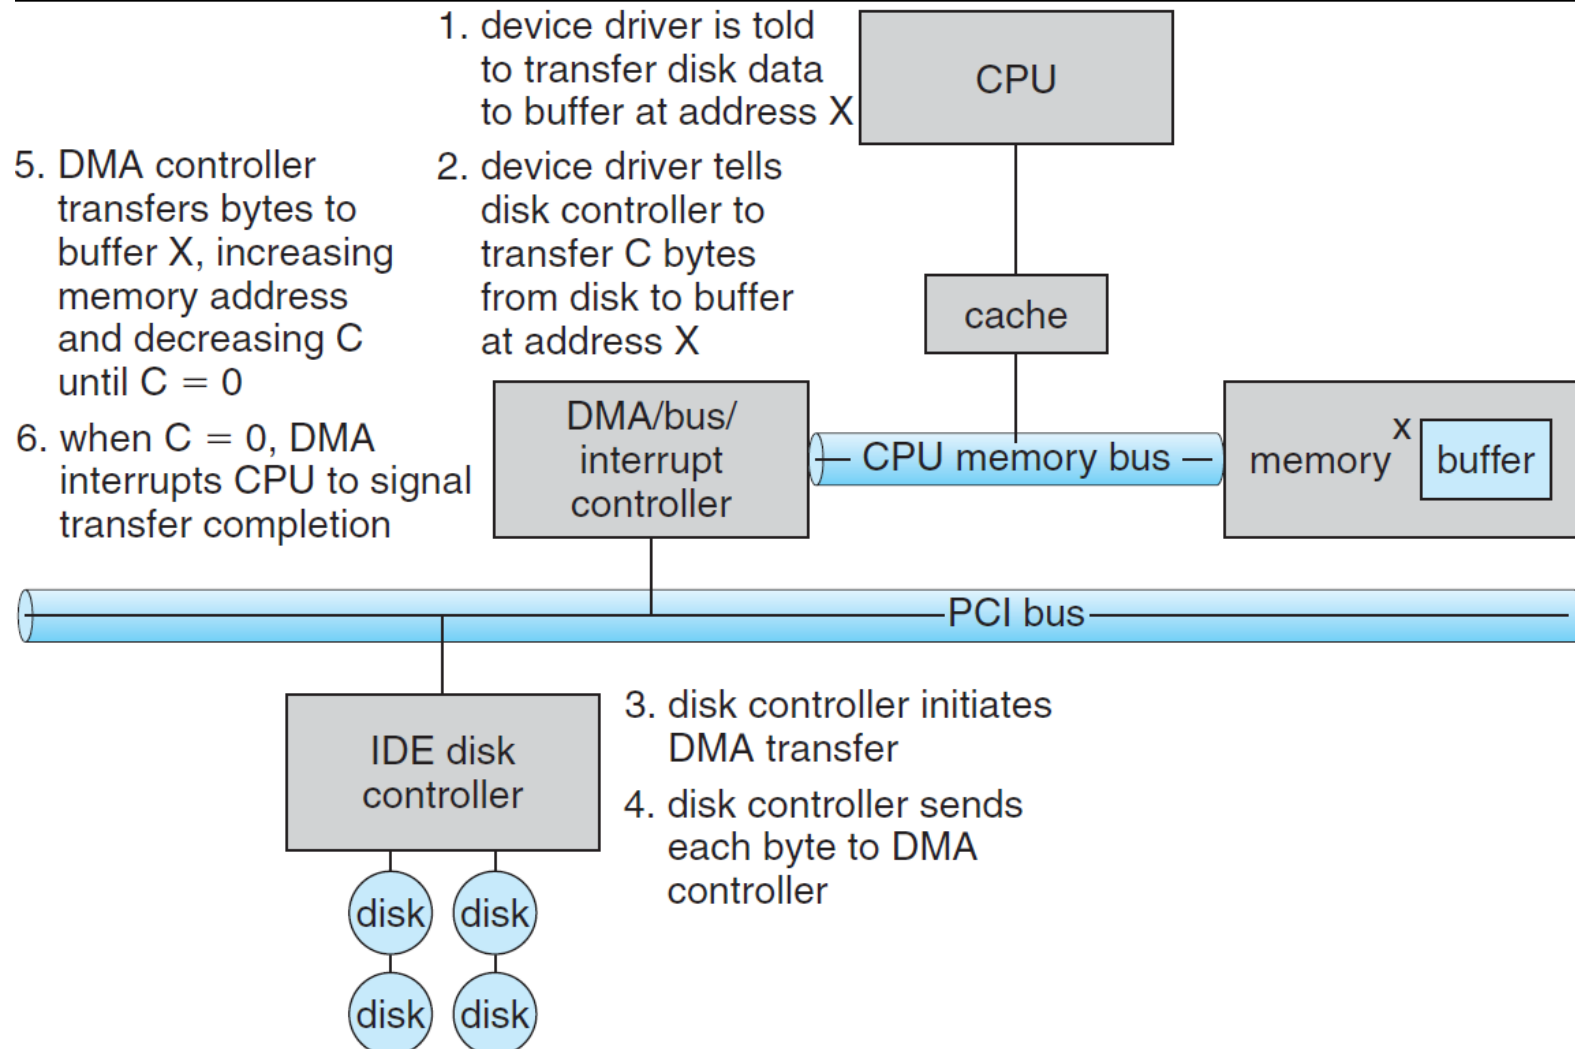 1. device driver is told
to transfer disk data
to buffer at address X
CPU
5. DMA controller
transfers bytes to
buffer X, increasing
memory address
and decreasing C
until C = 0
2. device driver tells
disk controller to
transfer C bytes
from disk to buffer
at address X
cache
6. when C = 0, DMA
interrupts CPU to signal
transfer completion
DMA/bus/
interrupt
controller
CPU memory bus
memory
x
buffer
PCI bus
IDE disk
controller
3. disk controller initiates
DMA transfer
4. disk controller sends
each byte to DMA
controller
disk
disk
disk
disk